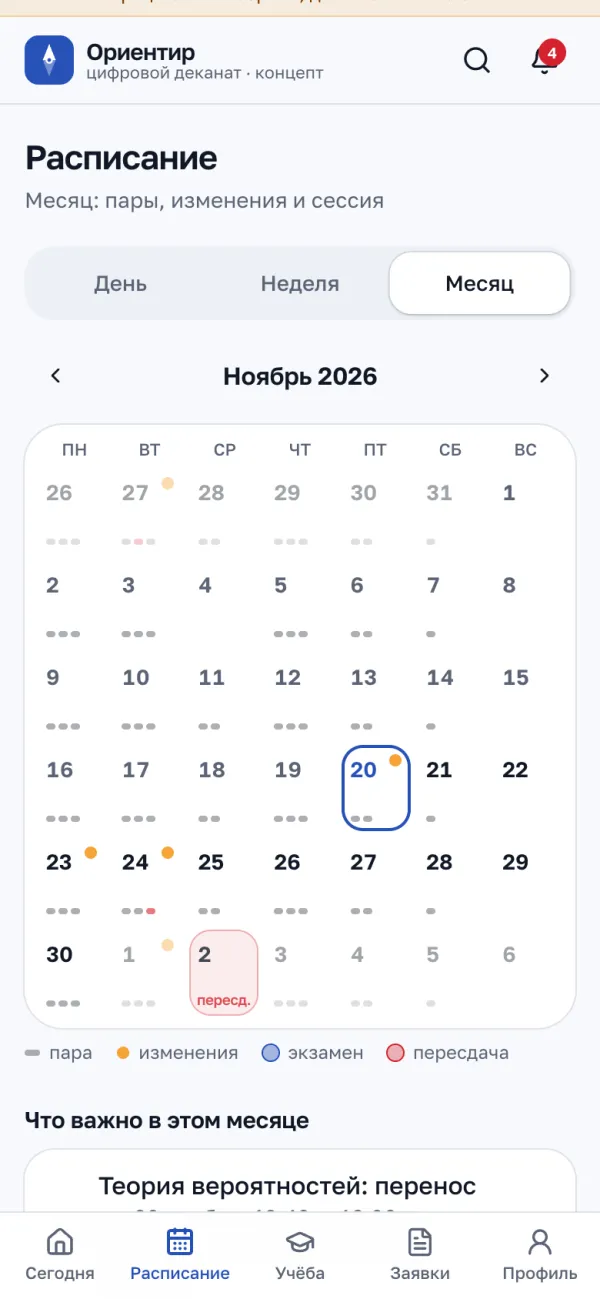 Ориентир
цифровой деканат · концепт
4
Расписание
Месяц: пары, изменения и сессия
День Неделя Месяц
Ноябрь 2026
ПН ВТ СР ЧТ ПТ СБ ВС
26 27 28 29 30 31 1
2 3 4 5 6 7 8
9 10 11 12 13 14 15
16 17 18 19 20 21 22
23 24 25 26 27 28 29
30 1 2 3 4 5 6
пересд.
пара изменения экзамен пересдача
Что важно в этом месяце
Теория вероятностей: перенос
Сегодня Расписание Учёба Заявки Профиль